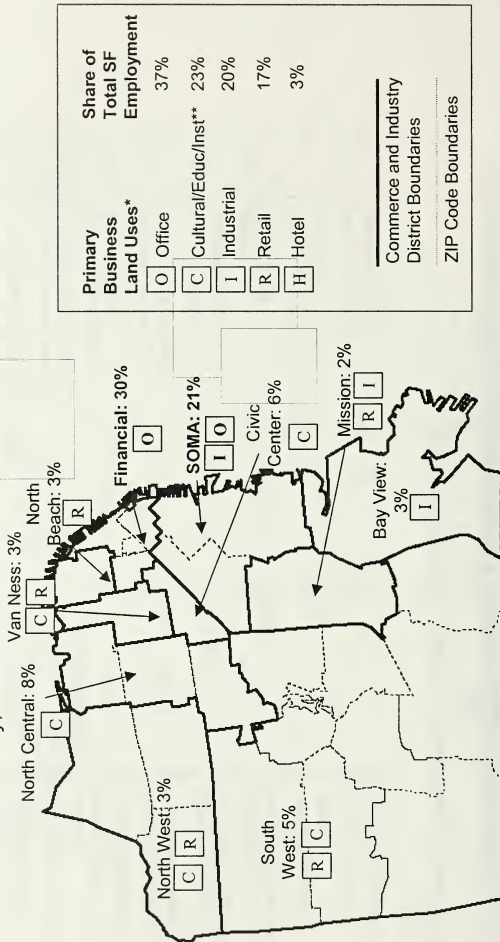 Van Ness: 3%
C R
North
Beach: 3%
R
North Central: 8%
C
Financial: 30%
O
SOMA: 21%
I O
Civic
Center: 6%
C
Mission: 2%
R I
Bay View:
3%
I
North West: 3%
C R
South
West: 5%
R C
Primary
Business
Land Uses*
Share of
Total SF
Employment
O Office 37%
C Cultural/Educ/Inst** 23%
I Industrial 20%
R Retail 17%
H Hotel 3%
Commerce and Industry
District Boundaries
ZIP Code Boundaries